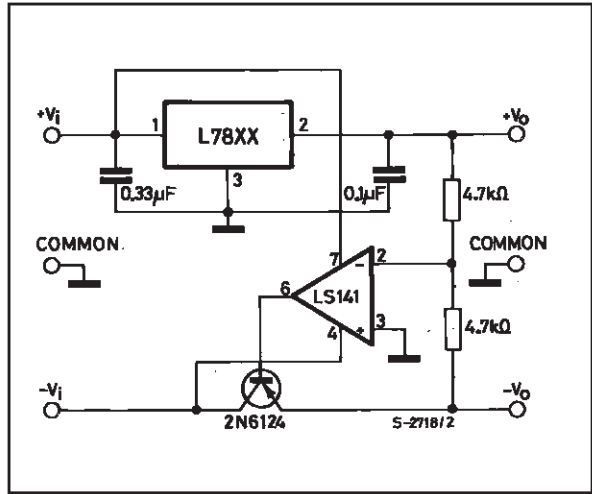 +Vi
1
L78XX
2
+Vo
3
0.33μF
0.1μF
4.7kΩ
COMMON
COMMON
7
2
-
6
LS141
4.7kΩ
4
+
3
-Vi
-Vo
2N6124
S-2718/2